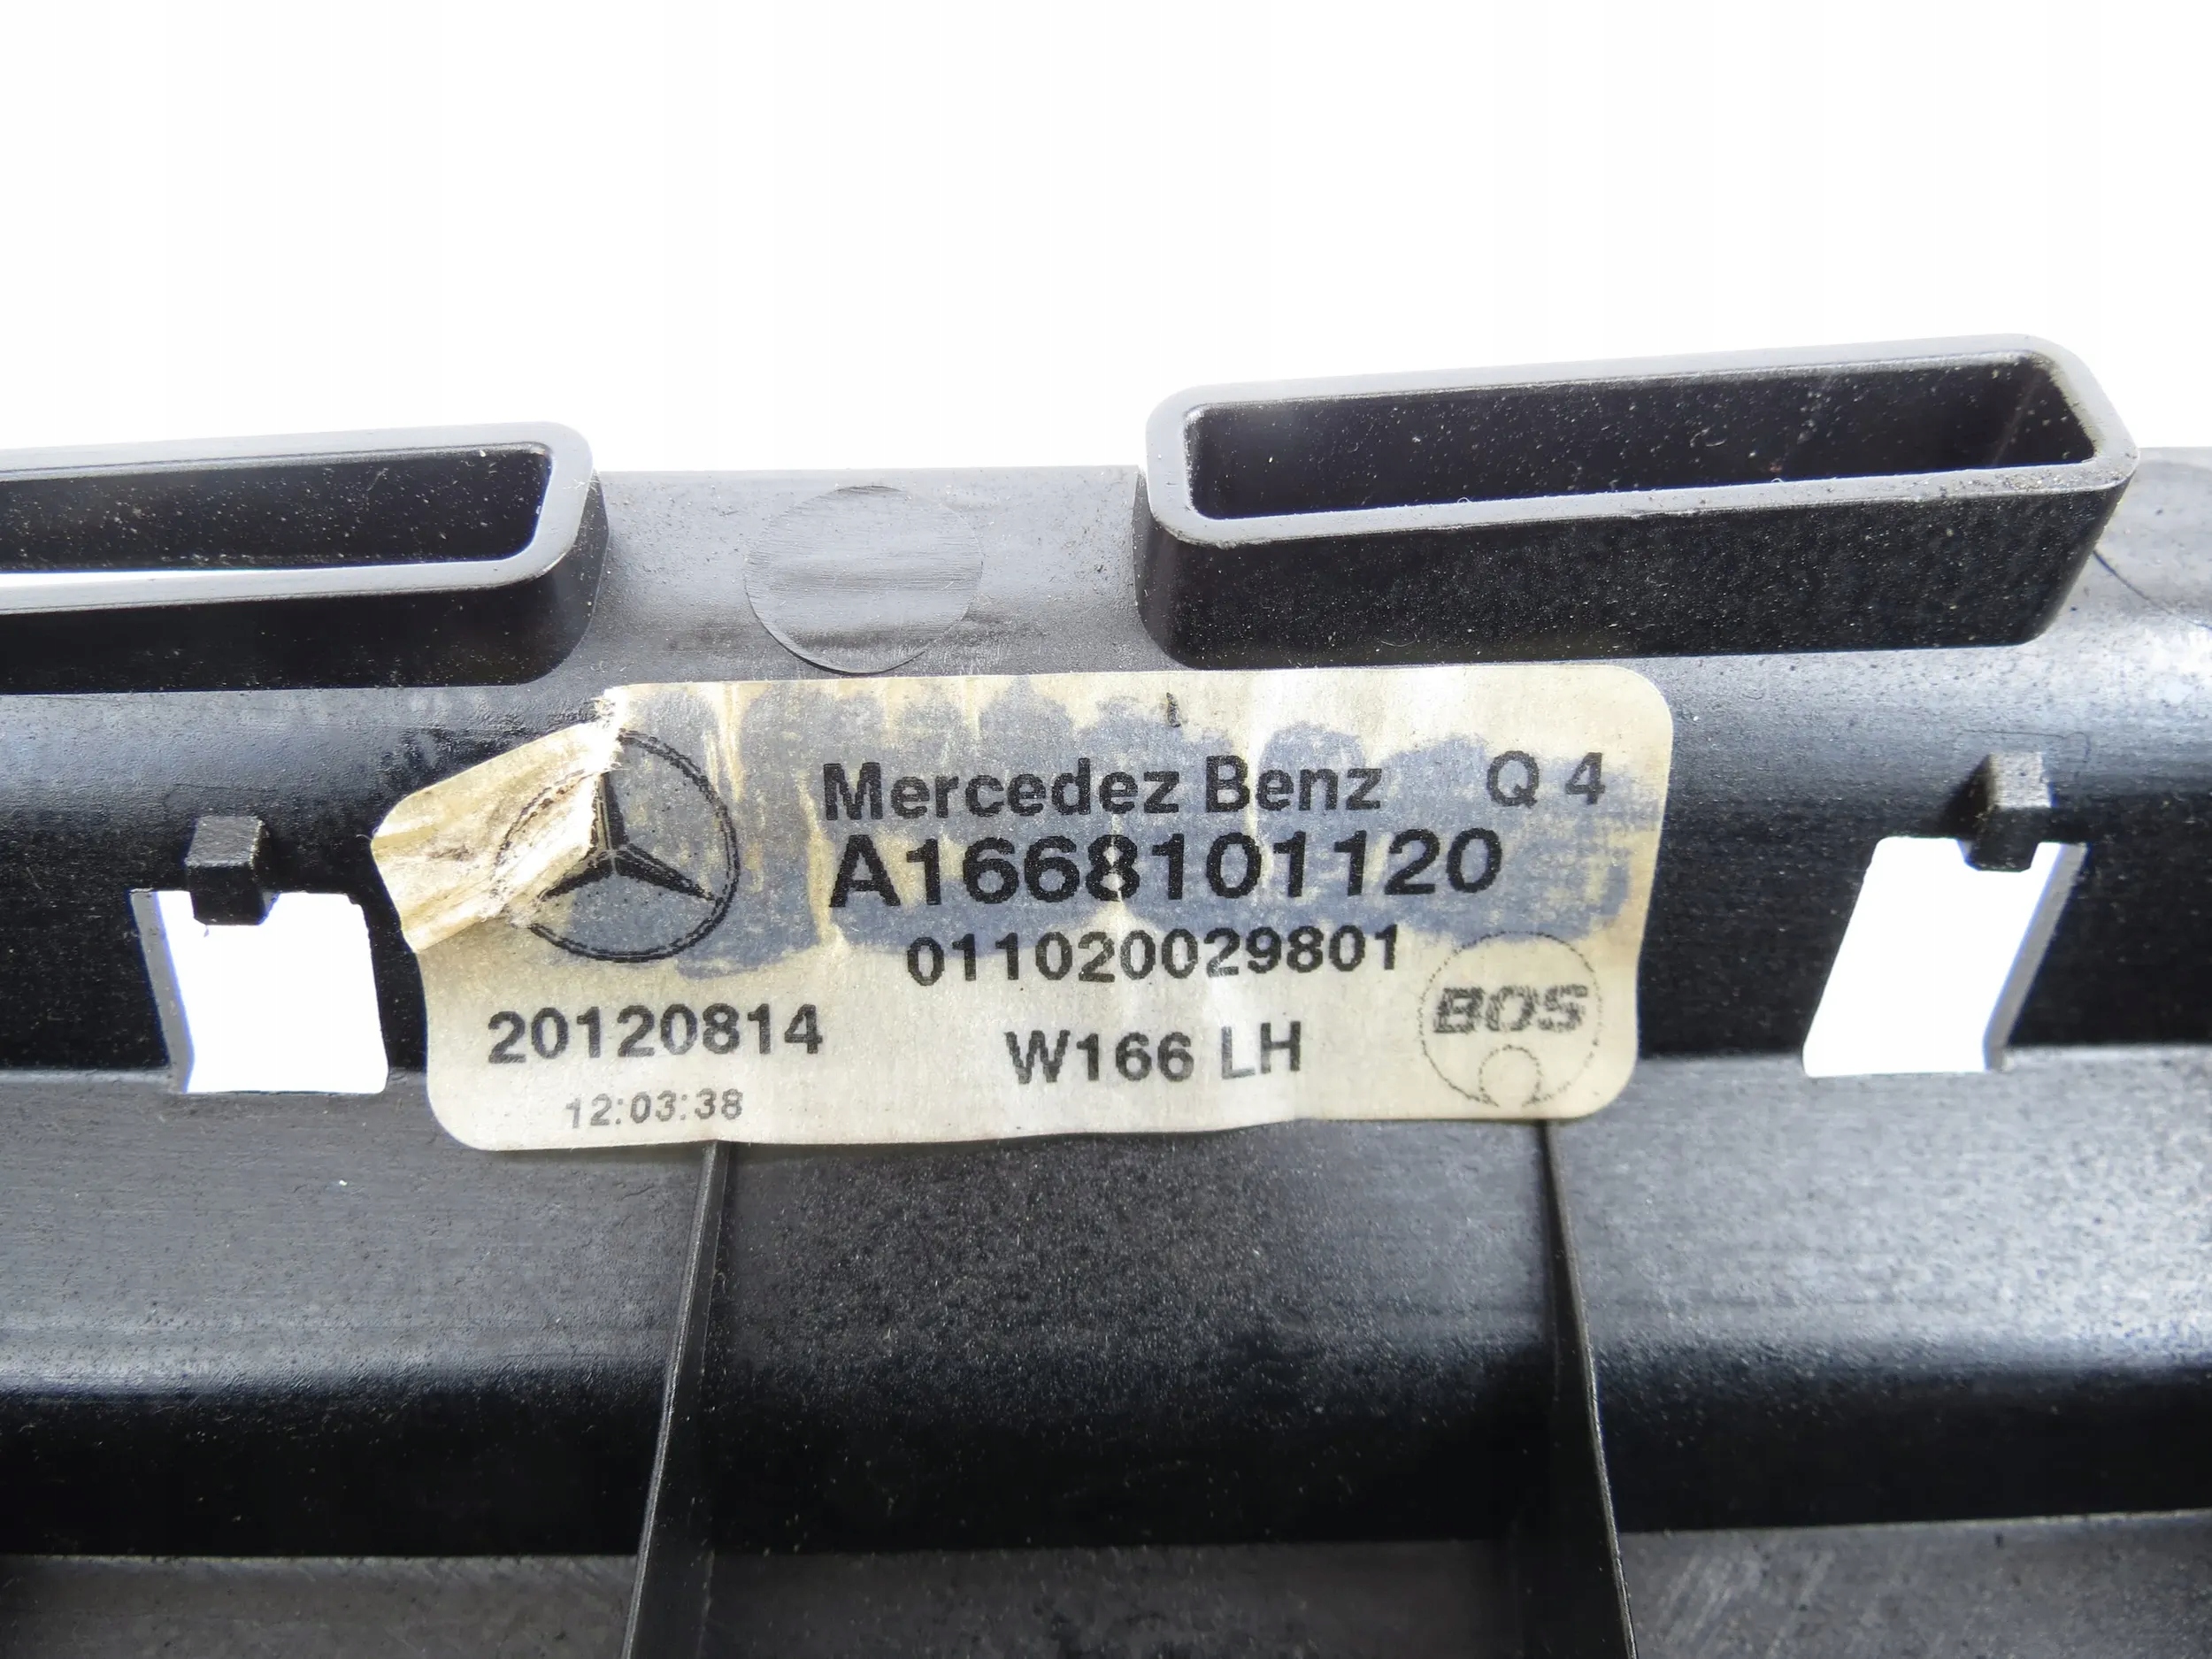 Mercedez Benz Q 4
A1668101120
011020029801
BOS
20120814 W166 LH
12:03:38